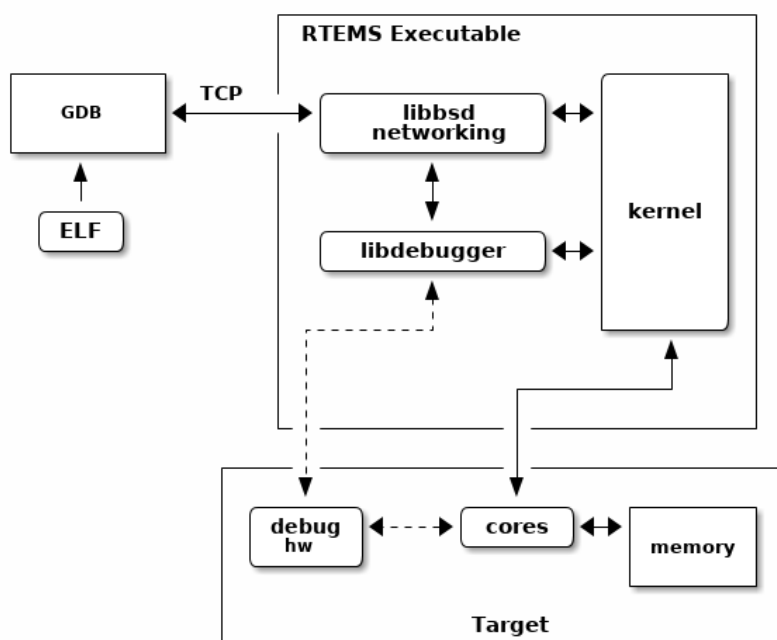 RTEMS Executable
TCP
GDB
libbsd
networking
ELF
libdebugger
kernel
debug
hw
cores
memory
Target